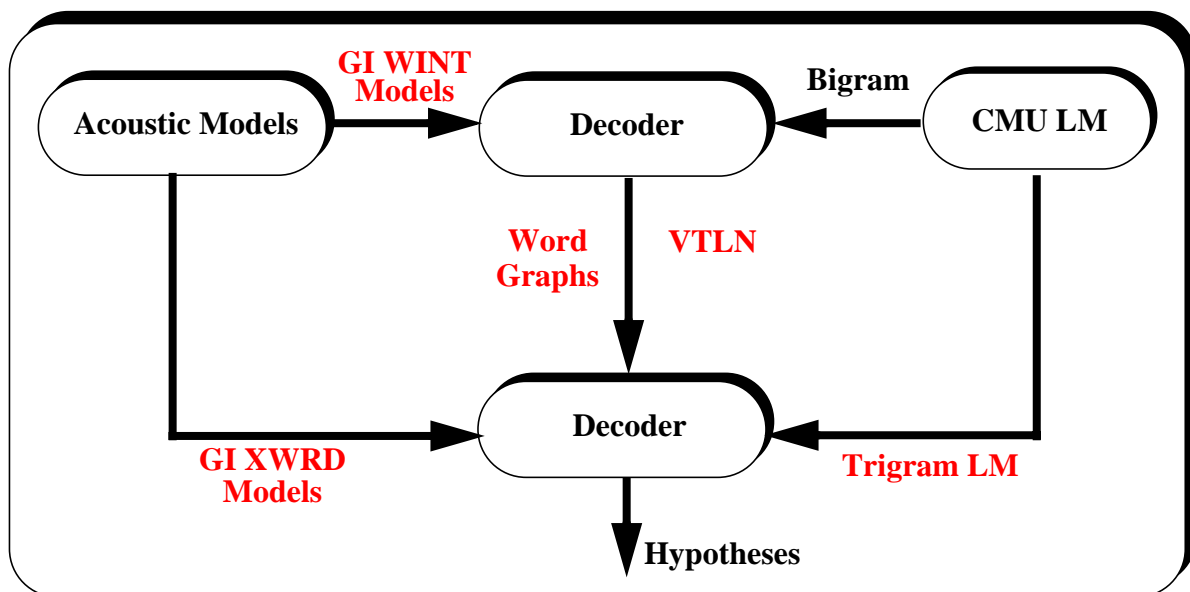 GI WINT
Models
Bigram
Acoustic Models
Decoder
CMU LM
Word
Graphs
VTLN
Decoder
GI XWRD
Models
Trigram LM
Hypotheses